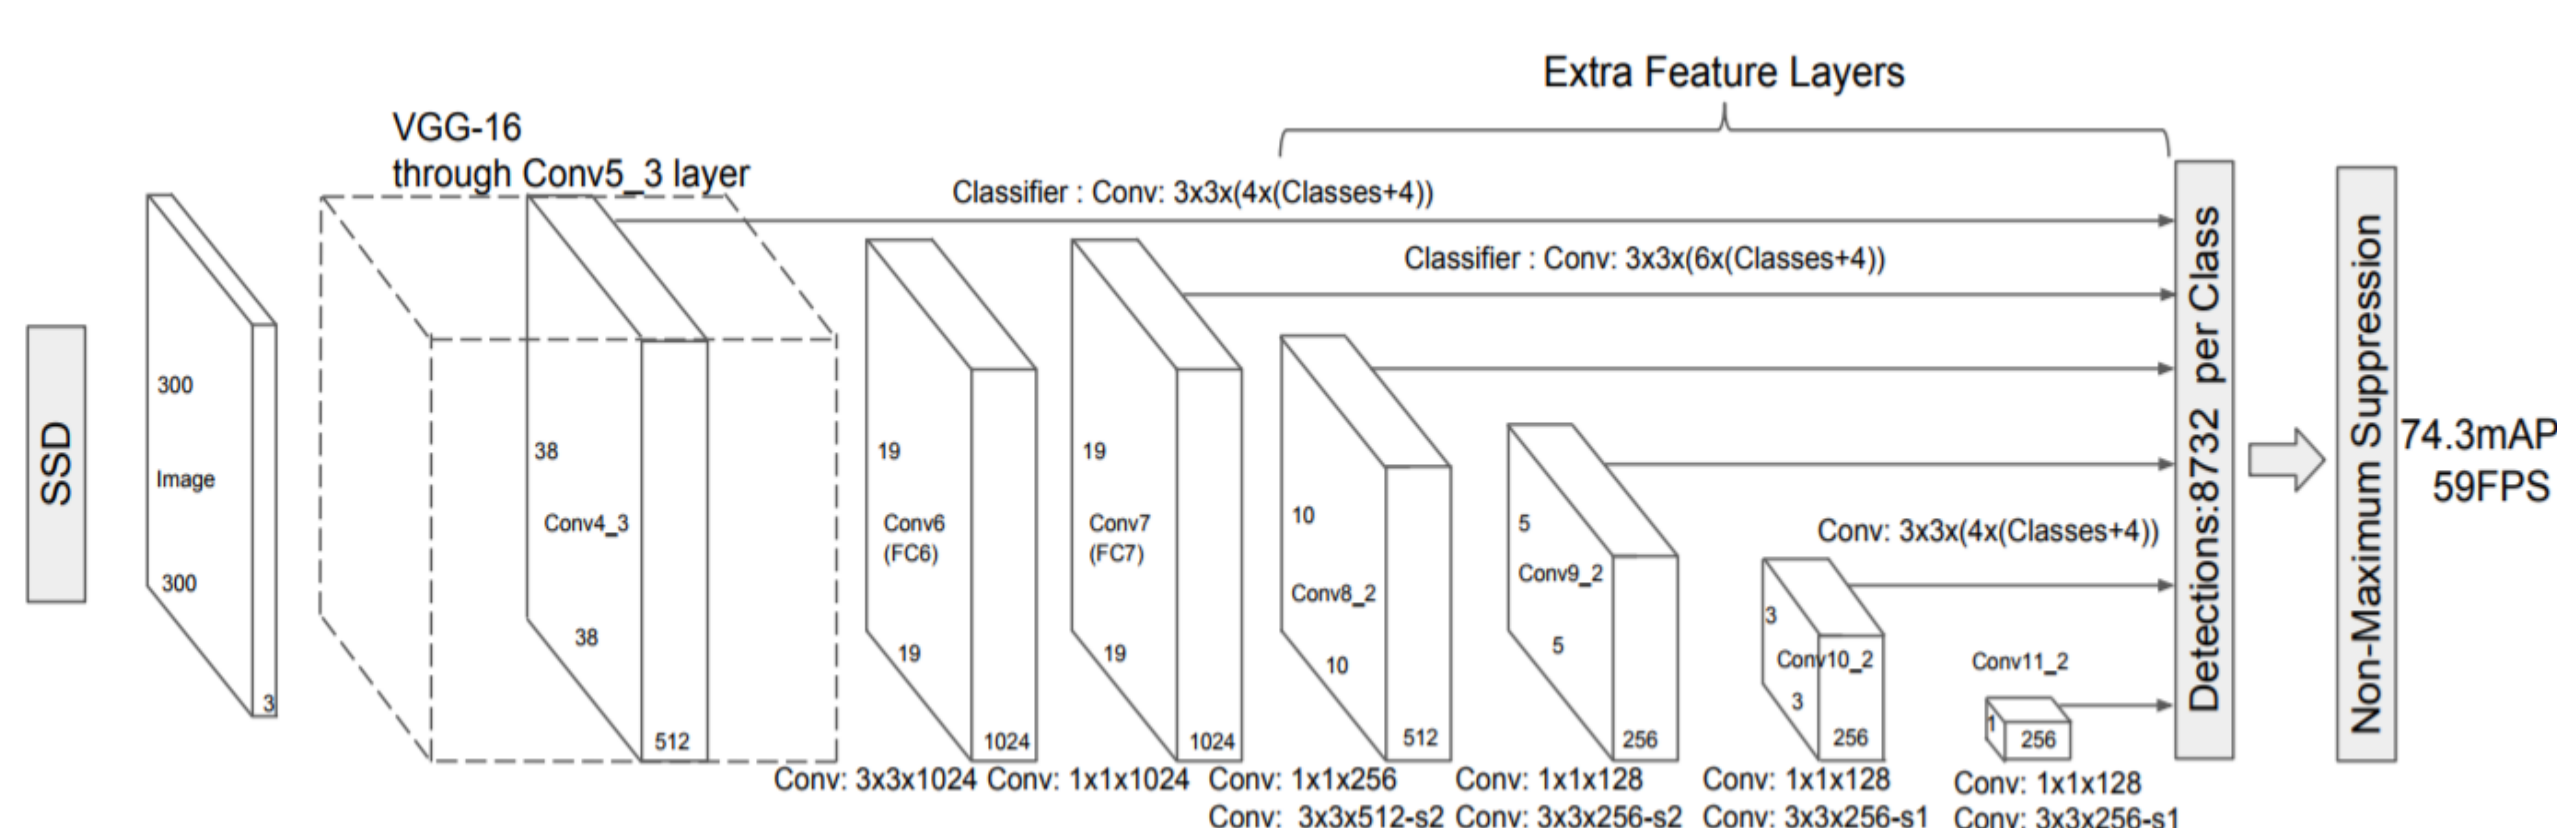 Extra Feature Layers
VGG-16
through Conv5_3 layer
Classifier : Conv: 3x3x(4x(Classes+4))
Classifier : Conv: 3x3x(6x(Classes+4))
SSD
300
Image
300
3
38
Conv4_3
38
512
19
Conv6
(FC6)
19
1024
19
Conv7
(FC7)
19
1024
10
Conv8_2
10
512
5
Conv9_2
5
256
Conv: 3x3x(4x(Classes+4))
3
Conv10_2
3
256
Conv11_2
1
256
Detections:8732 per Class
Non-Maximum Suppression
74.3mAP
59FPS
Conv: 3x3x1024
Conv: 1x1x1024
Conv: 1x1x256
Conv: 3x3x512-s2
Conv: 1x1x128
Conv: 3x3x256-s2
Conv: 1x1x128
Conv: 3x3x256-s1
Conv: 1x1x128
Conv: 3x3x256-s1